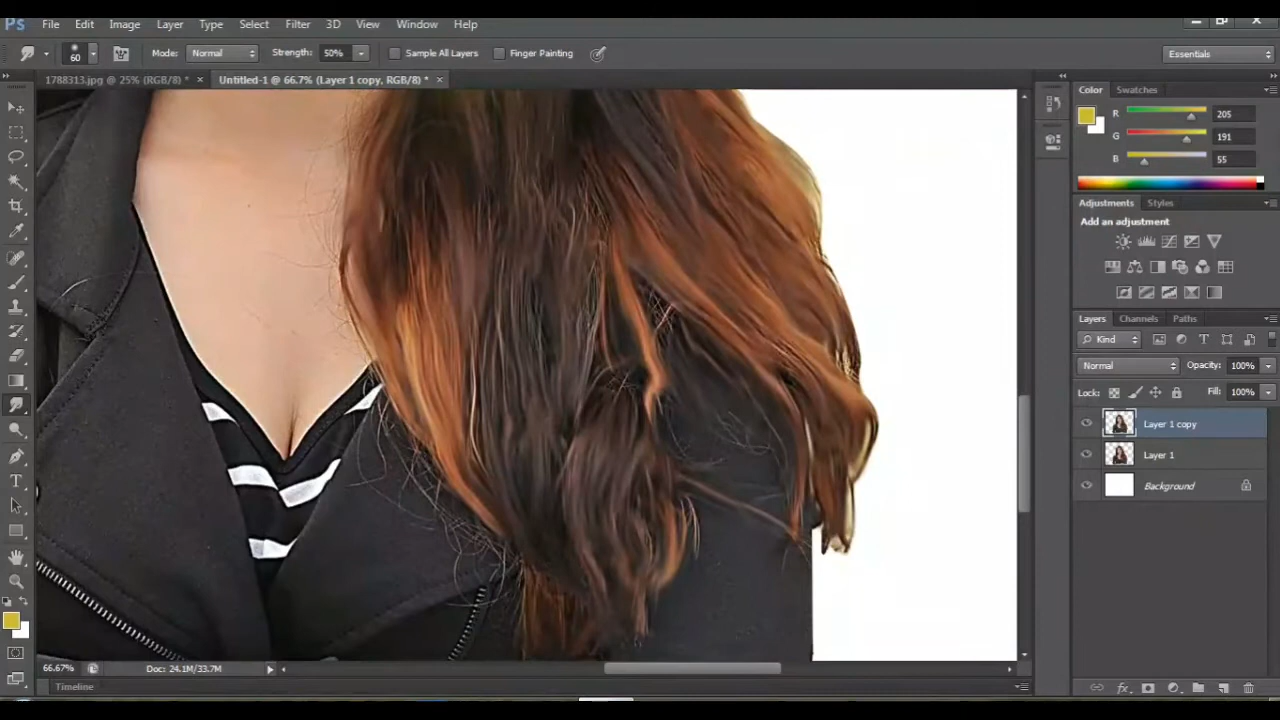 Ps File Edit Image Layer Type Select Filter 3D View Window Help
60 Mode: Normal Strength: 50% Sample All Layers Finger Painting Essentials
1788313.jpg @ 25% (RGB/8) * × Untitled-1 @ 66.7% (Layer 1 copy, RGB/8) * ×
Color Swatches
R 205
G 191
B 55
Adjustments Styles
Add an adjustment
Layers Channels Paths
Kind T
Normal Opacity: 100%
Lock: Fill: 100%
Layer 1 copy
Layer 1
Background
T
66.67% Doc: 24.1M/33.7M
Timeline
fx